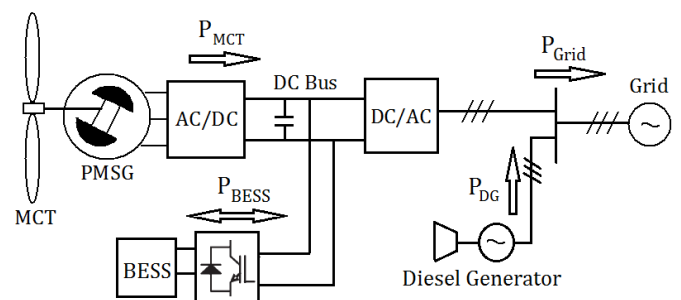 P_MCT
P_Grid
DC Bus
Grid
AC/DC
DC/AC
~
PMSG
P_BESS
P_DG
MCT
BESS
~
Diesel Generator